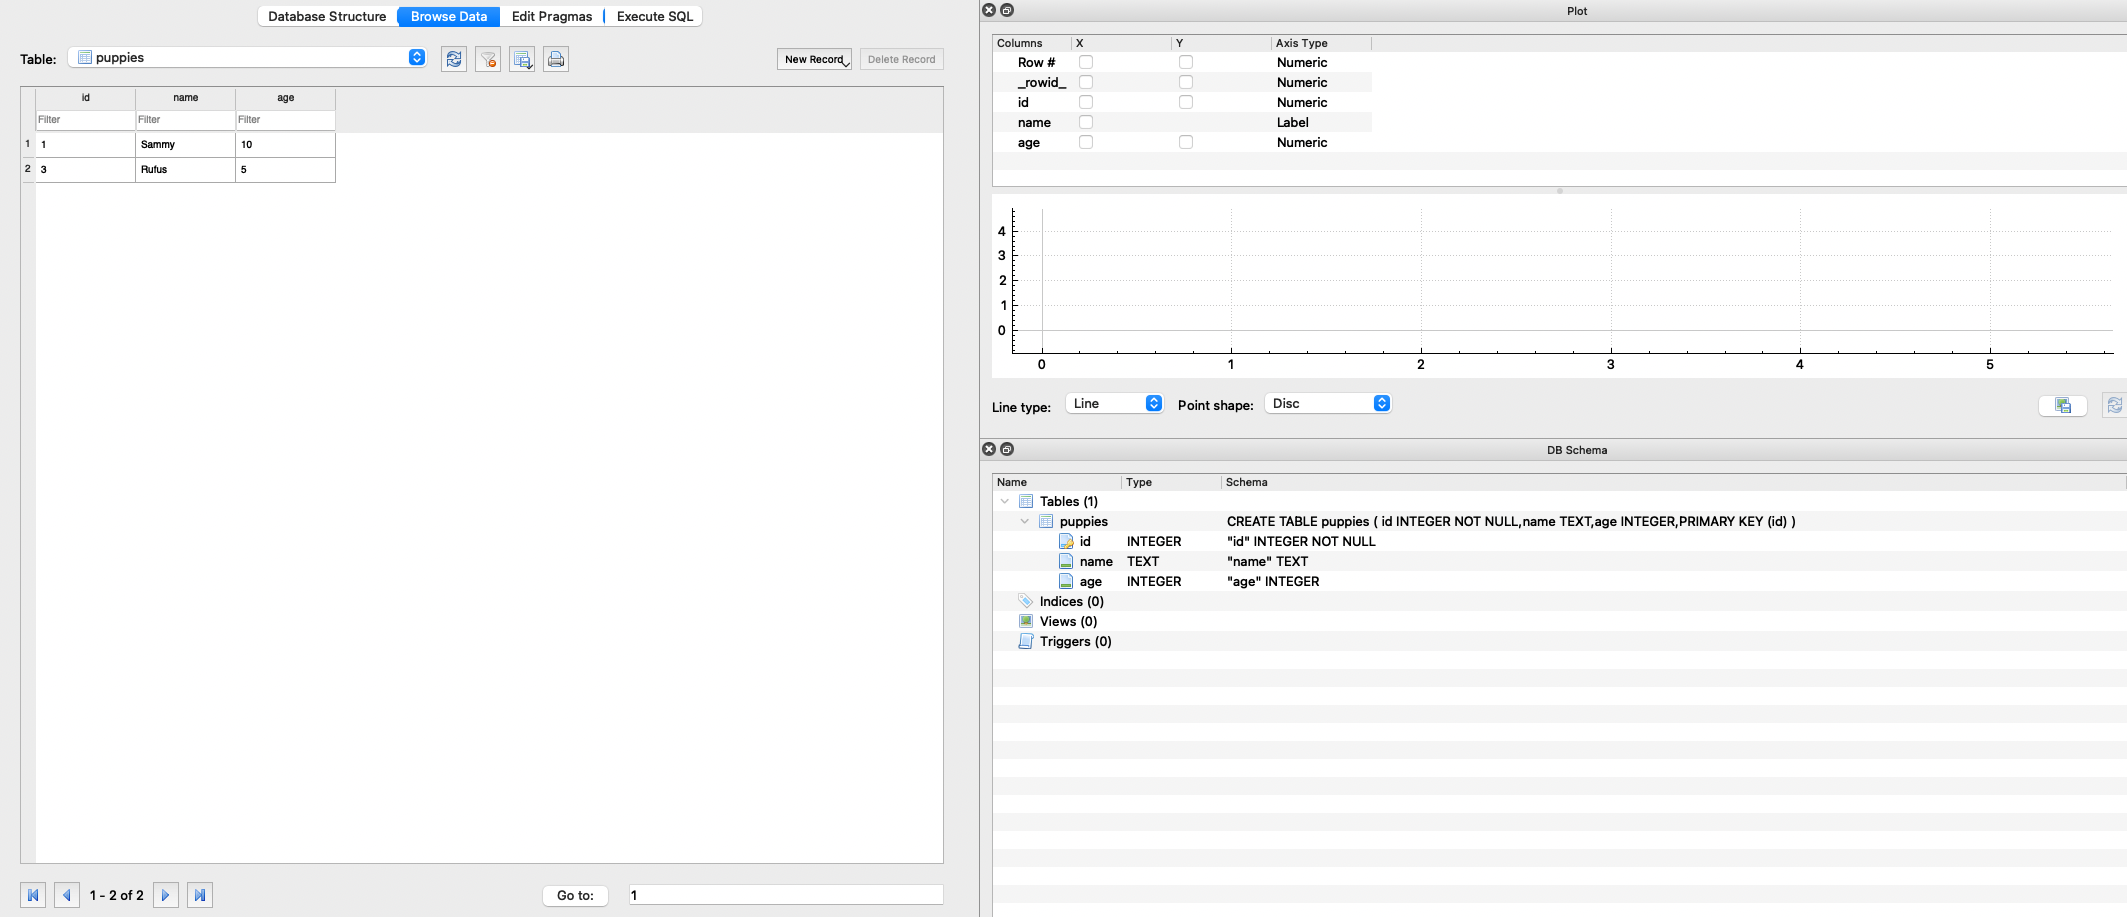 Database Structure Browse Data Edit Pragmas Execute SQL
Table: puppies New Record Delete Record
id name age
Filter Filter Filter
1 1 Sammy 10
2 3 Rufus 5
1 - 2 of 2 Go to: 1
Plot
Columns X Y Axis Type
Row # Numeric
_rowid_ Numeric
id Numeric
name Label
age Numeric
4
3
2
1
0
0 1 2 3 4 5
Line type: Line Point shape: Disc
DB Schema
Name Type Schema
Tables (1)
puppies CREATE TABLE puppies ( id INTEGER NOT NULL,name TEXT,age INTEGER,PRIMARY KEY (id) )
id INTEGER "id" INTEGER NOT NULL
name TEXT "name" TEXT
age INTEGER "age" INTEGER
Indices (0)
Views (0)
Triggers (0)